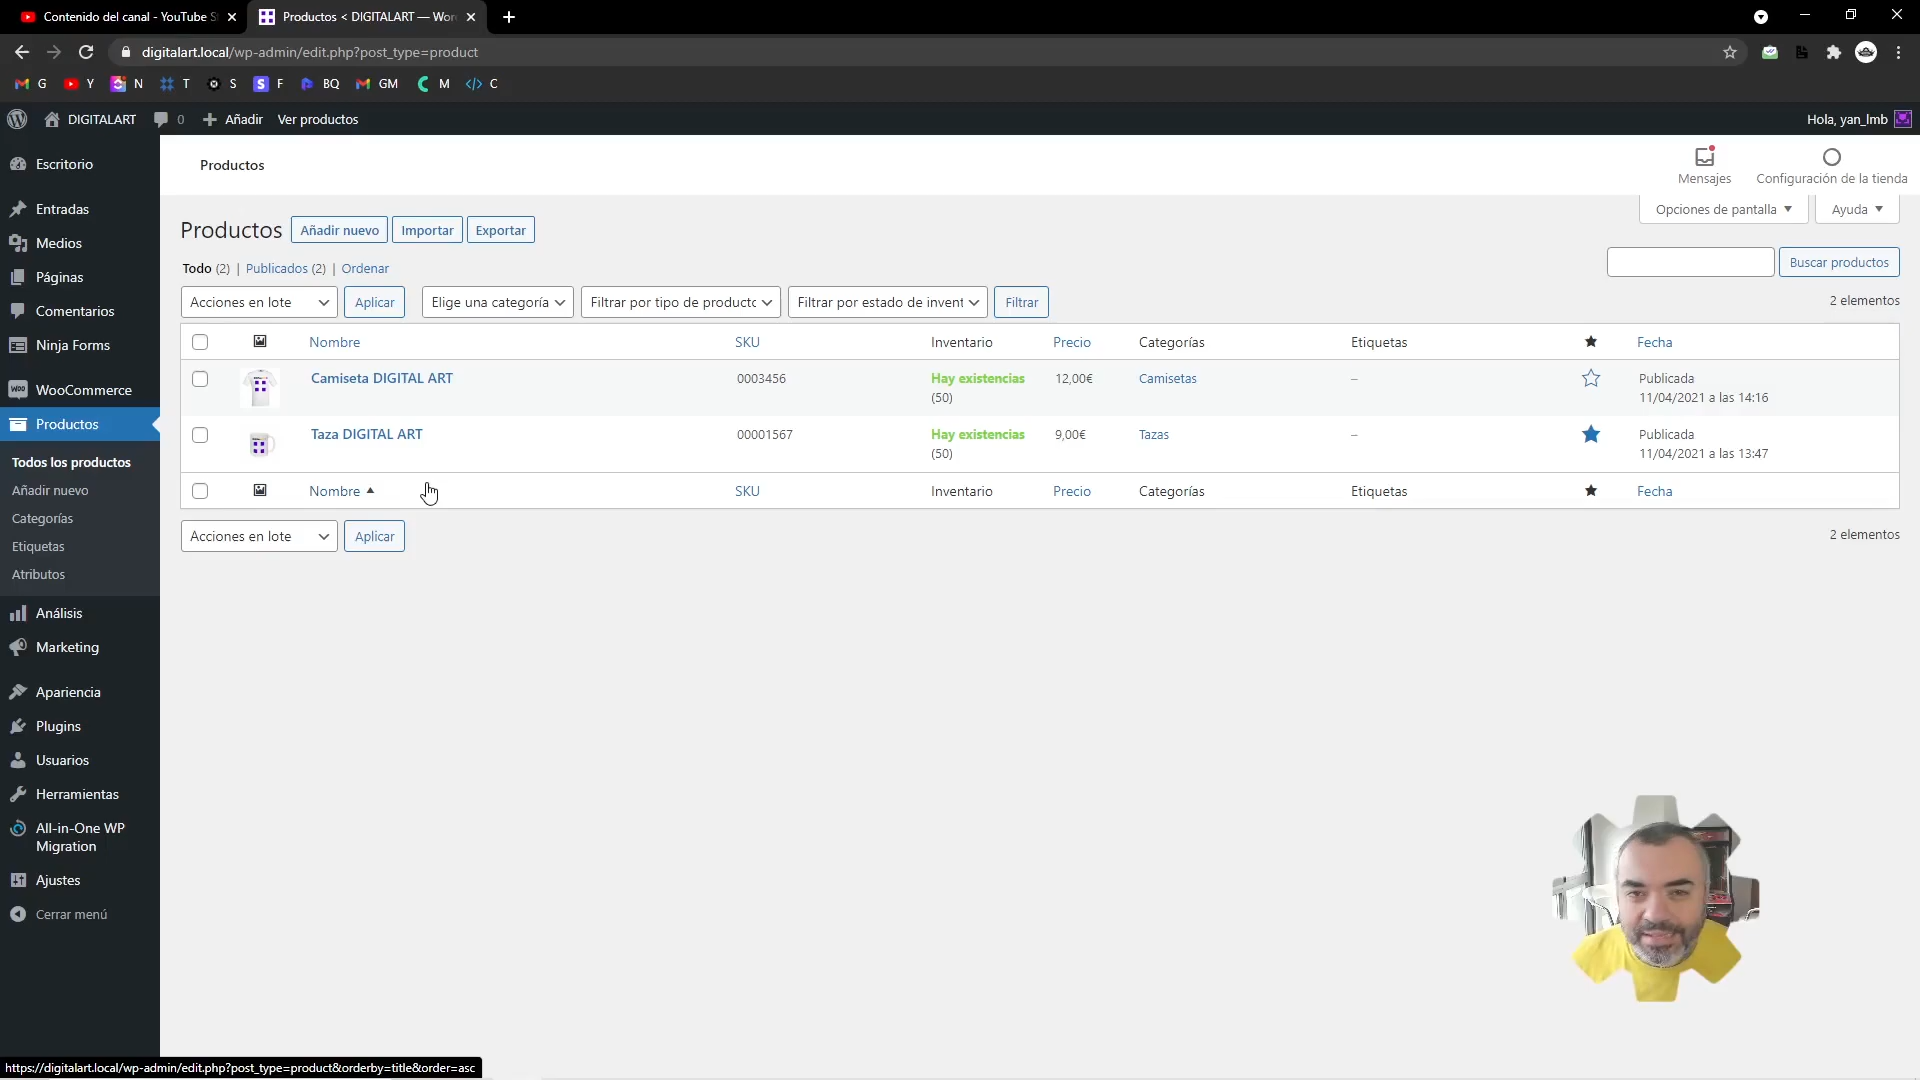 Contenido del canal - YouTube S
Productos < DIGITALART — Wor
digitalart.local/wp-admin/edit.php?post_type=product
G
Y
N
T
S
F
BQ
GM
M
C
DIGITALART
0
Añadir
Ver productos
Hola, yan_lmb
Escritorio
Entradas
Medios
Páginas
Comentarios
Ninja Forms
WooCommerce
Productos
Todos los productos
Añadir nuevo
Categorías
Etiquetas
Atributos
Análisis
Marketing
Apariencia
Plugins
Usuarios
Herramientas
All-in-One WP
Migration
Ajustes
Cerrar menú
Productos
Mensajes
Configuración de la tienda
Opciones de pantalla
Ayuda
Productos
Añadir nuevo
Importar
Exportar
Todo (2) | Publicados (2) | Ordenar
Buscar productos
Acciones en lote
Aplicar
Elige una categoría
Filtrar por tipo de producto
Filtrar por estado de invent
Filtrar
2 elementos
Nombre
SKU
Inventario
Precio
Categorías
Etiquetas
Fecha
Camiseta DIGITAL ART
0003456
Hay existencias
(50)
12,00€
Camisetas
–
Publicada
11/04/2021 a las 14:16
Taza DIGITAL ART
00001567
Hay existencias
(50)
9,00€
Tazas
–
Publicada
11/04/2021 a las 13:47
Nombre
SKU
Inventario
Precio
Categorías
Etiquetas
Fecha
Acciones en lote
Aplicar
2 elementos
https://digitalart.local/wp-admin/edit.php?post_type=product&orderby=title&order=asc